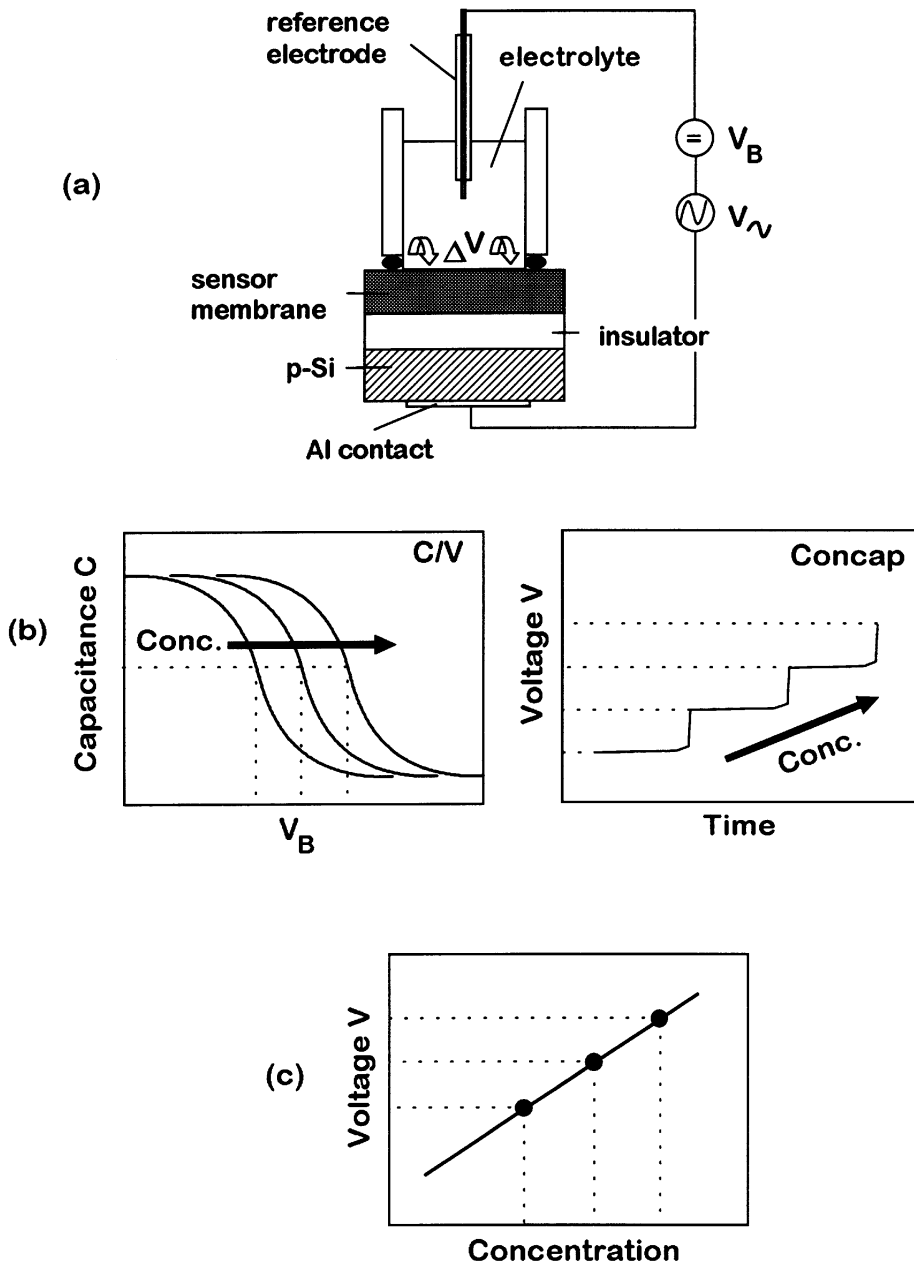 reference
electrode
electrolyte
=
V_B
(a)
V∿
ΔV
sensor
membrane
insulator
p-Si
Al contact
C/V
Concap
Capacitance C
Voltage V
(b)
Conc.
Conc.
V_B
Time
Voltage V
(c)
Concentration